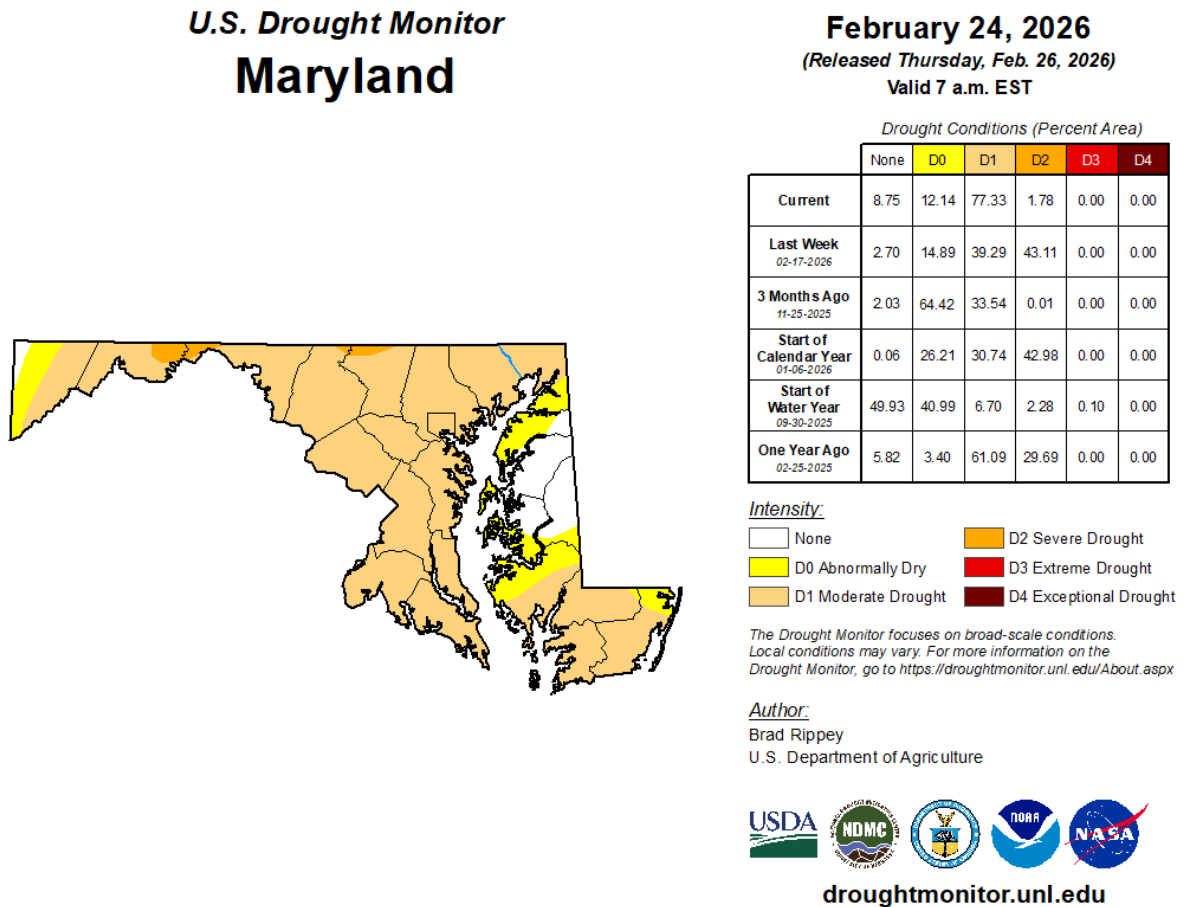 U.S. Drought Monitor
Maryland
February 24, 2026
(Released Thursday, Feb. 26, 2026)
Valid 7 a.m. EST
Drought Conditions (Percent Area)
None D0 D1 D2 D3 D4
Current 8.75 12.14 77.33 1.78 0.00 0.00
Last Week 2.70 14.89 39.29 43.11 0.00 0.00
02-17-2026
3 Months Ago 2.03 64.42 33.54 0.01 0.00 0.00
11-25-2025
Start of
Calendar Year 0.06 26.21 30.74 42.98 0.00 0.00
01-06-2026
Start of
Water Year 49.93 40.99 6.70 2.28 0.10 0.00
09-30-2025
One Year Ago 5.82 3.40 61.09 29.69 0.00 0.00
02-25-2025
Intensity:
None
D0 Abnormally Dry
D1 Moderate Drought
D2 Severe Drought
D3 Extreme Drought
D4 Exceptional Drought
The Drought Monitor focuses on broad-scale conditions.
Local conditions may vary. For more information on the
Drought Monitor, go to https://droughtmonitor.unl.edu/About.aspx
Author:
Brad Rippey
U.S. Department of Agriculture
USDA
NDMC
NOAA
NASA
droughtmonitor.unl.edu